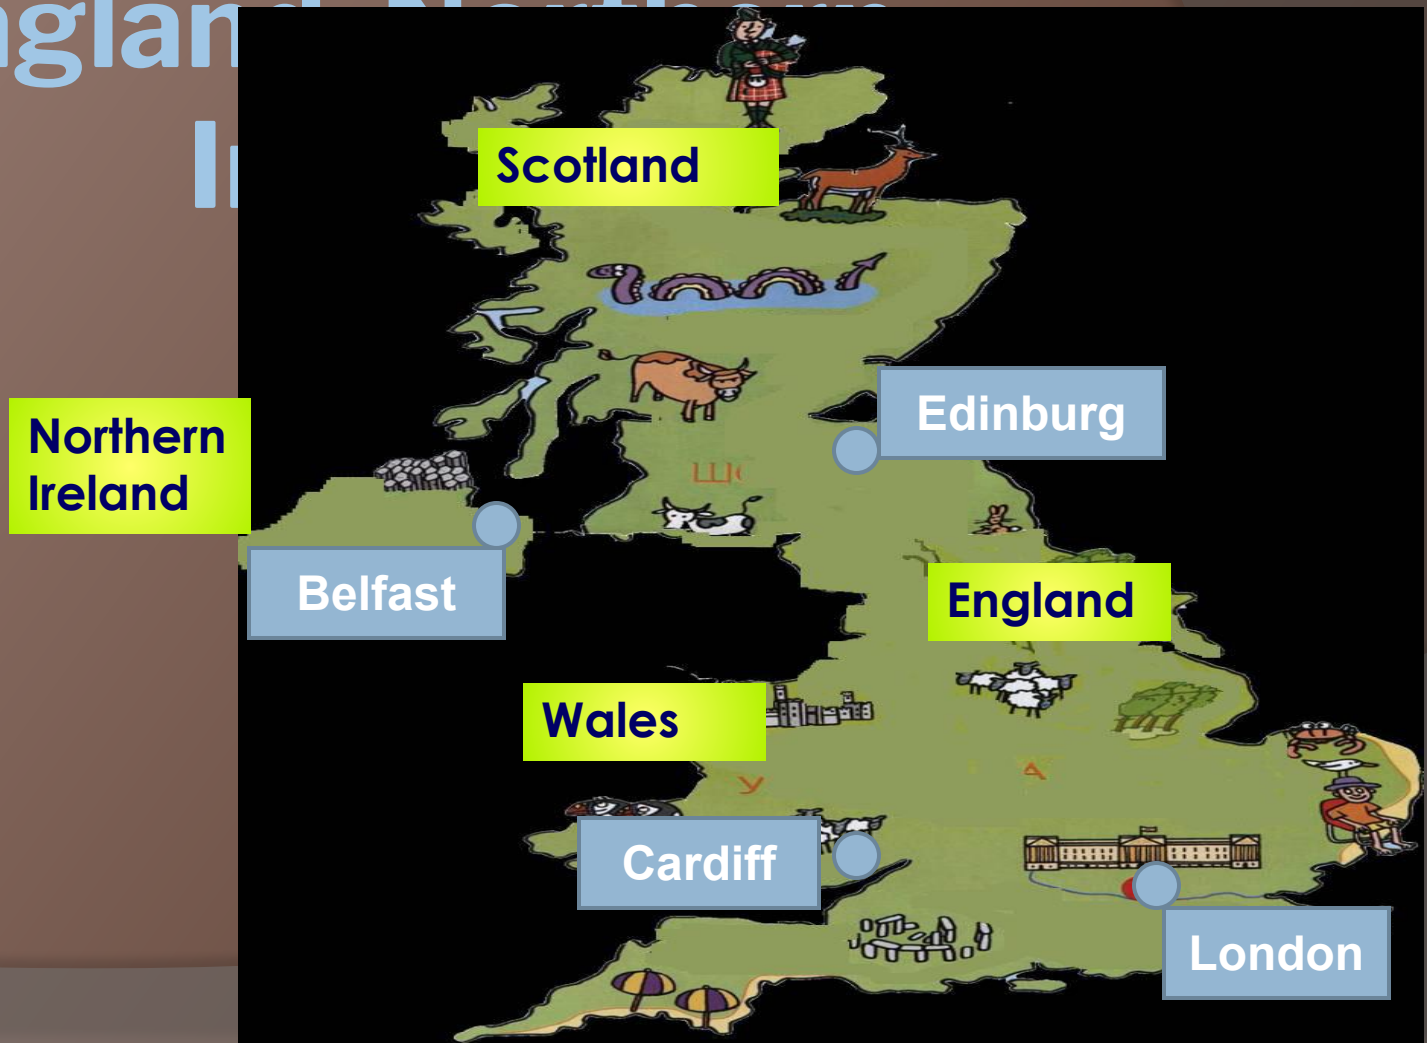 Scotland
Edinburg
Northern
Ireland
Belfast
England
Wales
Cardiff
London